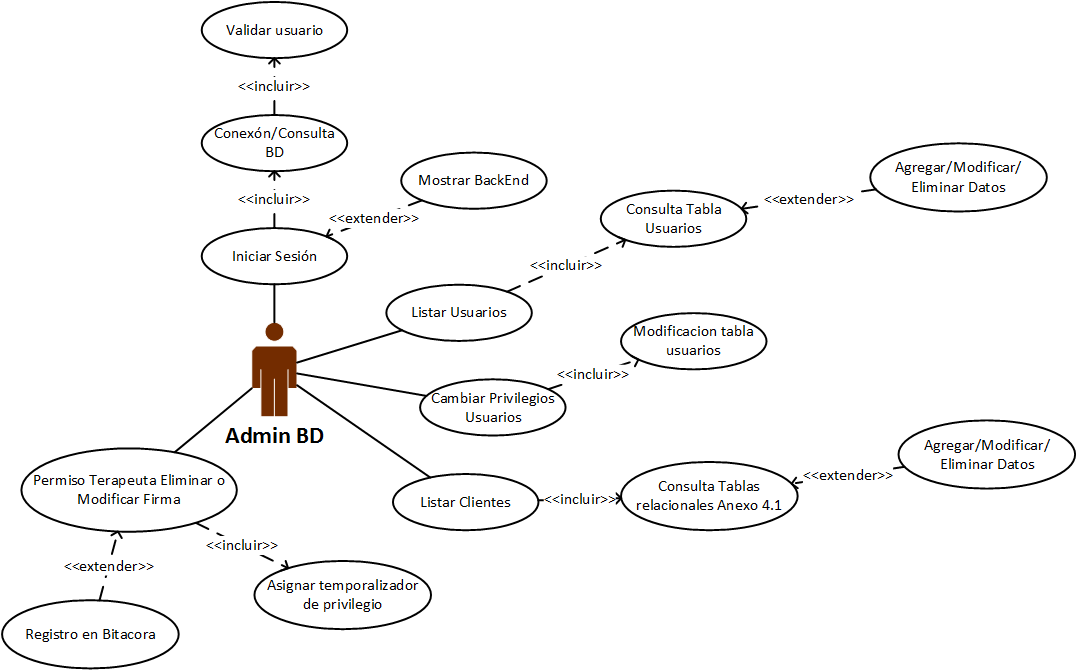 Validar usuario
<<incluir>>
Conexón/Consulta
BD
<<incluir>>
Iniciar Sesión
Mostrar BackEnd
<<extender>>
Listar Usuarios
<<incluir>>
Consulta Tabla
Usuarios
<<extender>>
Agregar/Modificar/
Eliminar Datos
Modificacion tabla
usuarios
<<incluir>>
Cambiar Privilegios
Usuarios
Admin BD
Permiso Terapeuta Eliminar o
Modificar Firma
Listar Clientes
<<incluir>>
Consulta Tablas
relacionales Anexo 4.1
<<extender>>
Agregar/Modificar/
Eliminar Datos
<<incluir>>
<<extender>>
Asignar temporalizador
de privilegio
Registro en Bitacora